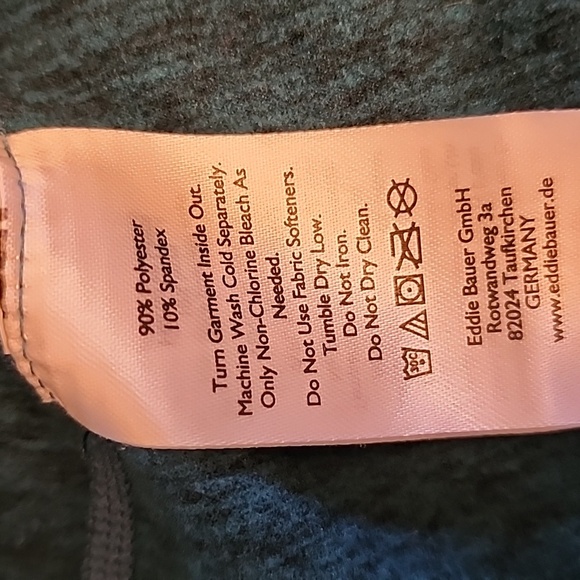 90% Polyester
10% Spandex
Turn Garment Inside Out.
Machine Wash Cold Separately.
Only Non-Chlorine Bleach As
Needed.
Do Not Use Fabric Softeners.
Tumble Dry Low.
Do Not Iron.
Do Not Dry Clean.
30C
Eddie Bauer GmbH
Rotwandweg 3a
82024 Taufkirchen
GERMANY
www.eddiebauer.de